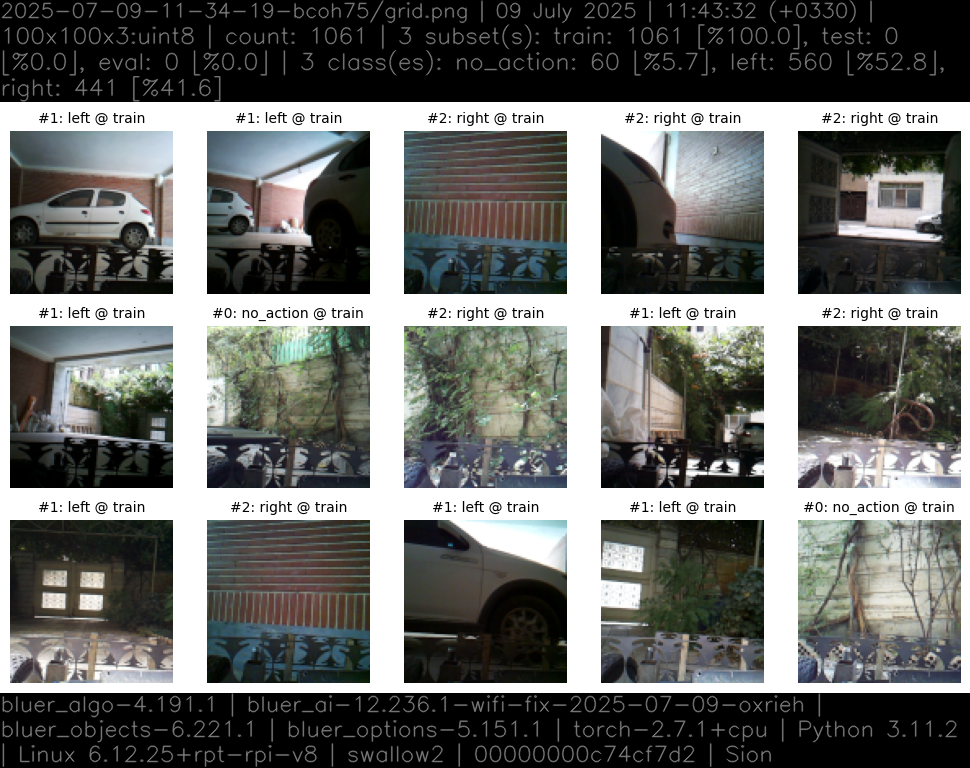 2025-07-09-11-34-19-bcoh75/grid.png | 09 July 2025 | 11:43:32 (+0330) |
100x100x3:uint8 | count: 1061 | 3 subset(s): train: 1061 [%100.0], test: 0
[%0.0], eval: 0 [%0.0] | 3 class(es): no_action: 60 [%5.7], left: 560 [%52.8],
right: 441 [%41.6]
#1: left @ train #1: left @ train #2: right @ train #2: right @ train #2: right @ train
#1: left @ train #0: no_action @ train #2: right @ train #1: left @ train #2: right @ train
#1: left @ train #2: right @ train #1: left @ train #1: left @ train #0: no_action @ train
bluer_algo-4.191.1 | bluer_ai-12.236.1-wifi-fix-2025-07-09-oxrieh |
bluer_objects-6.221.1 | bluer_options-5.151.1 | torch-2.7.1+cpu | Python 3.11.2
| Linux 6.12.25+rpt-rpi-v8 | swallow2 | 00000000c74cf7d2 | Sion